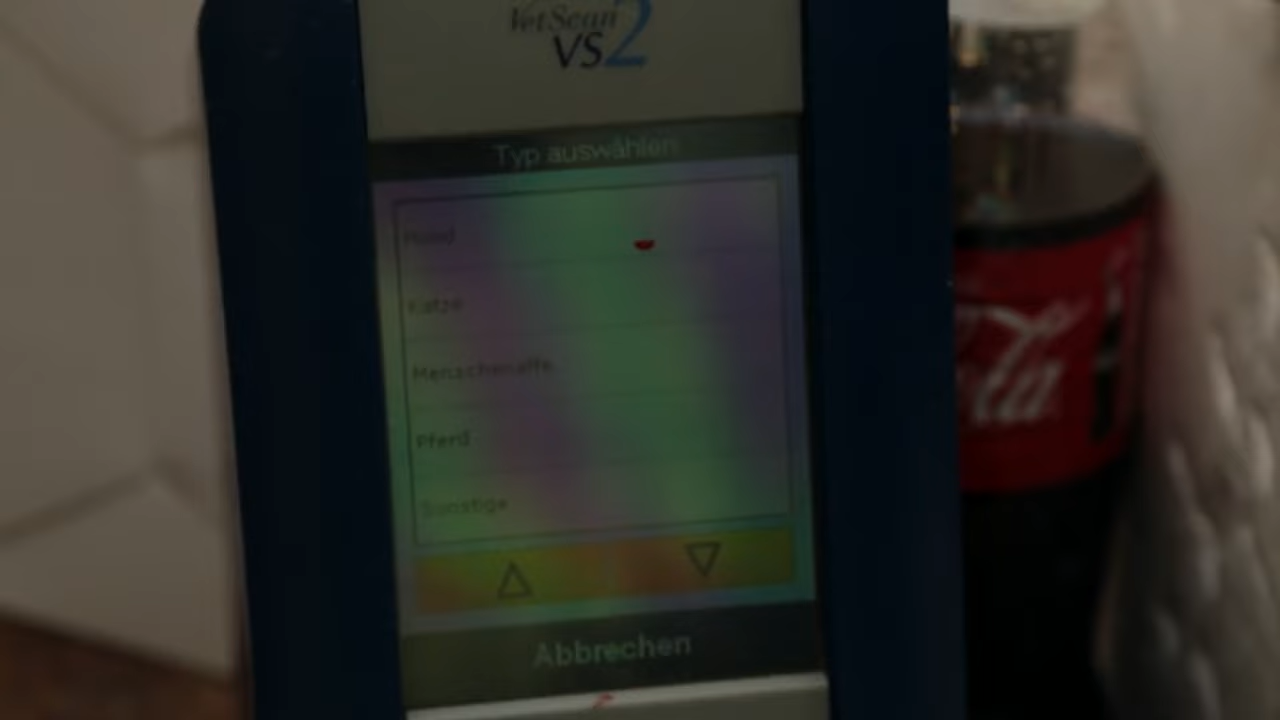 VetScan
VS2
Typ auswählen
Hund
Katze
Menschenaffe
Pferd
Sonstige
Abbrechen